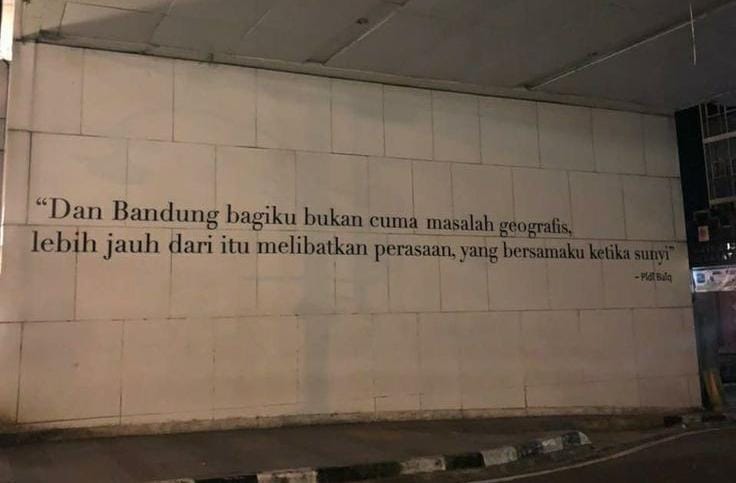 “Dan Bandung bagiku bukan cuma masalah geografis,
lebih jauh dari itu melibatkan perasaan, yang bersamaku ketika sunyi”
- Pidi Baiq